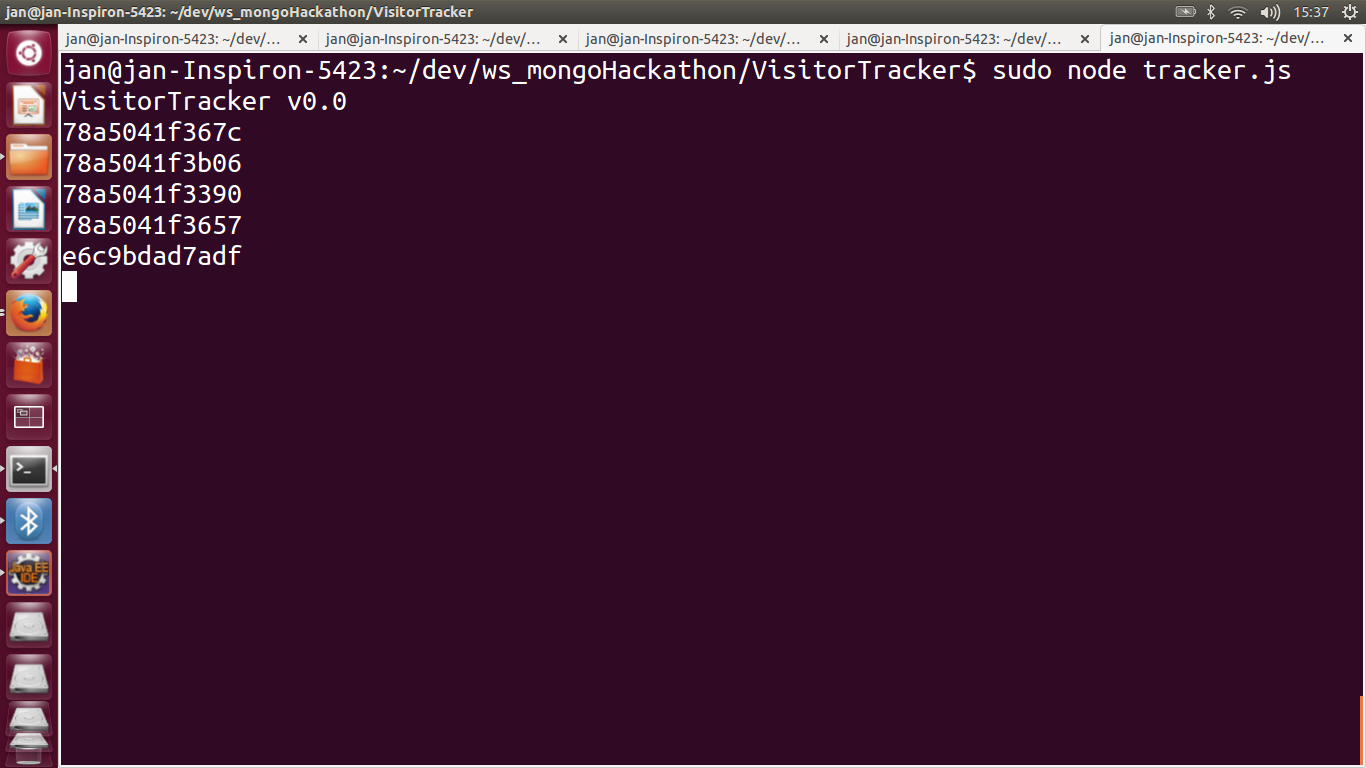 jan@jan-Inspiron-5423: ~/dev/ws_mongoHackathon/VisitorTracker
15:37
jan@jan-Inspiron-5423: ~/dev/...
jan@jan-Inspiron-5423: ~/dev/...
jan@jan-Inspiron-5423: ~/dev/...
jan@jan-Inspiron-5423: ~/dev/...
jan@jan-Inspiron-5423: ~/dev/...
jan@jan-Inspiron-5423:~/dev/ws_mongoHackathon/VisitorTracker$ sudo node tracker.js
VisitorTracker v0.0
78a5041f367c
78a5041f3b06
78a5041f3390
78a5041f3657
e6c9bdad7adf
>_
Java EE
IDE